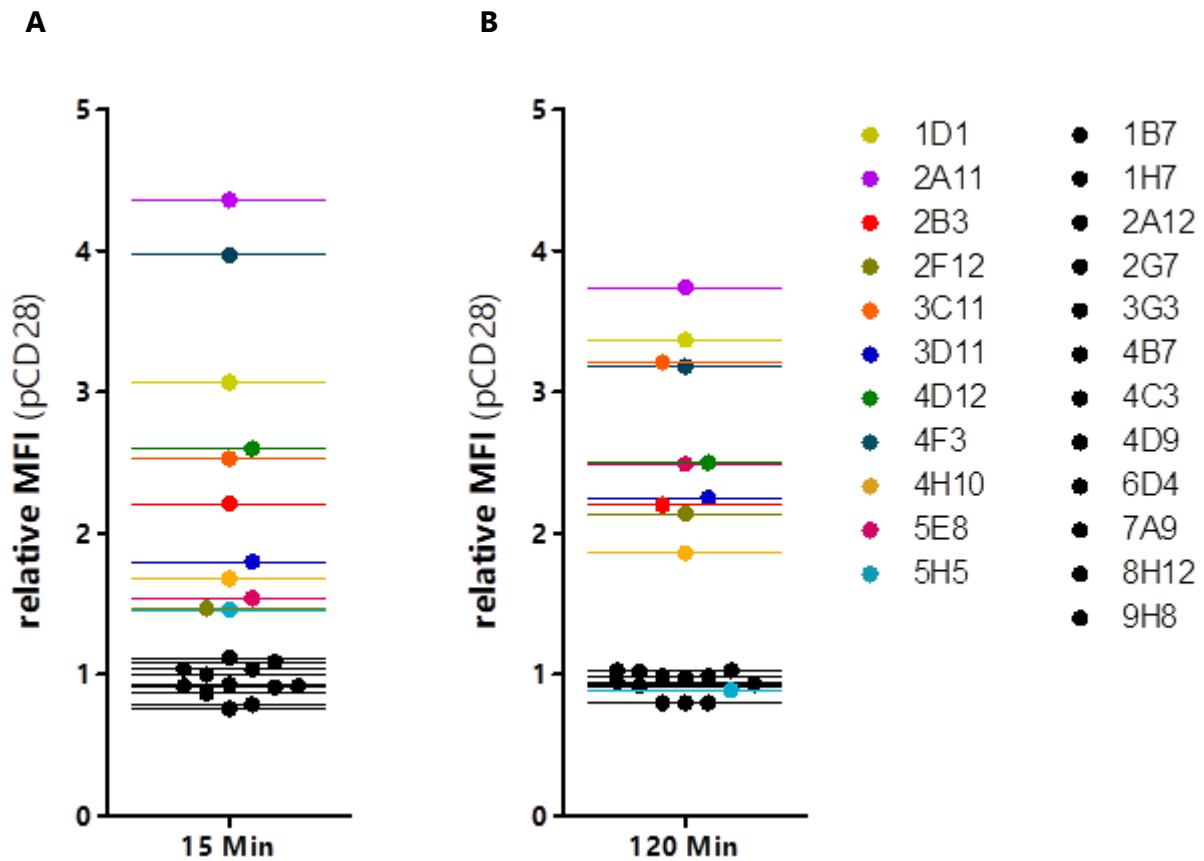 A
B
relative MFI (pCD28)
5
4
3
2
1
0
15 Min
relative MFI (pCD28)
5
4
3
2
1
0
120 Min
1D1
2A11
2B3
2F12
3C11
3D11
4D12
4F3
4H10
5E8
5H5
1B7
1H7
2A12
2G7
3G3
4B7
4C3
4D9
6D4
7A9
8H12
9H8